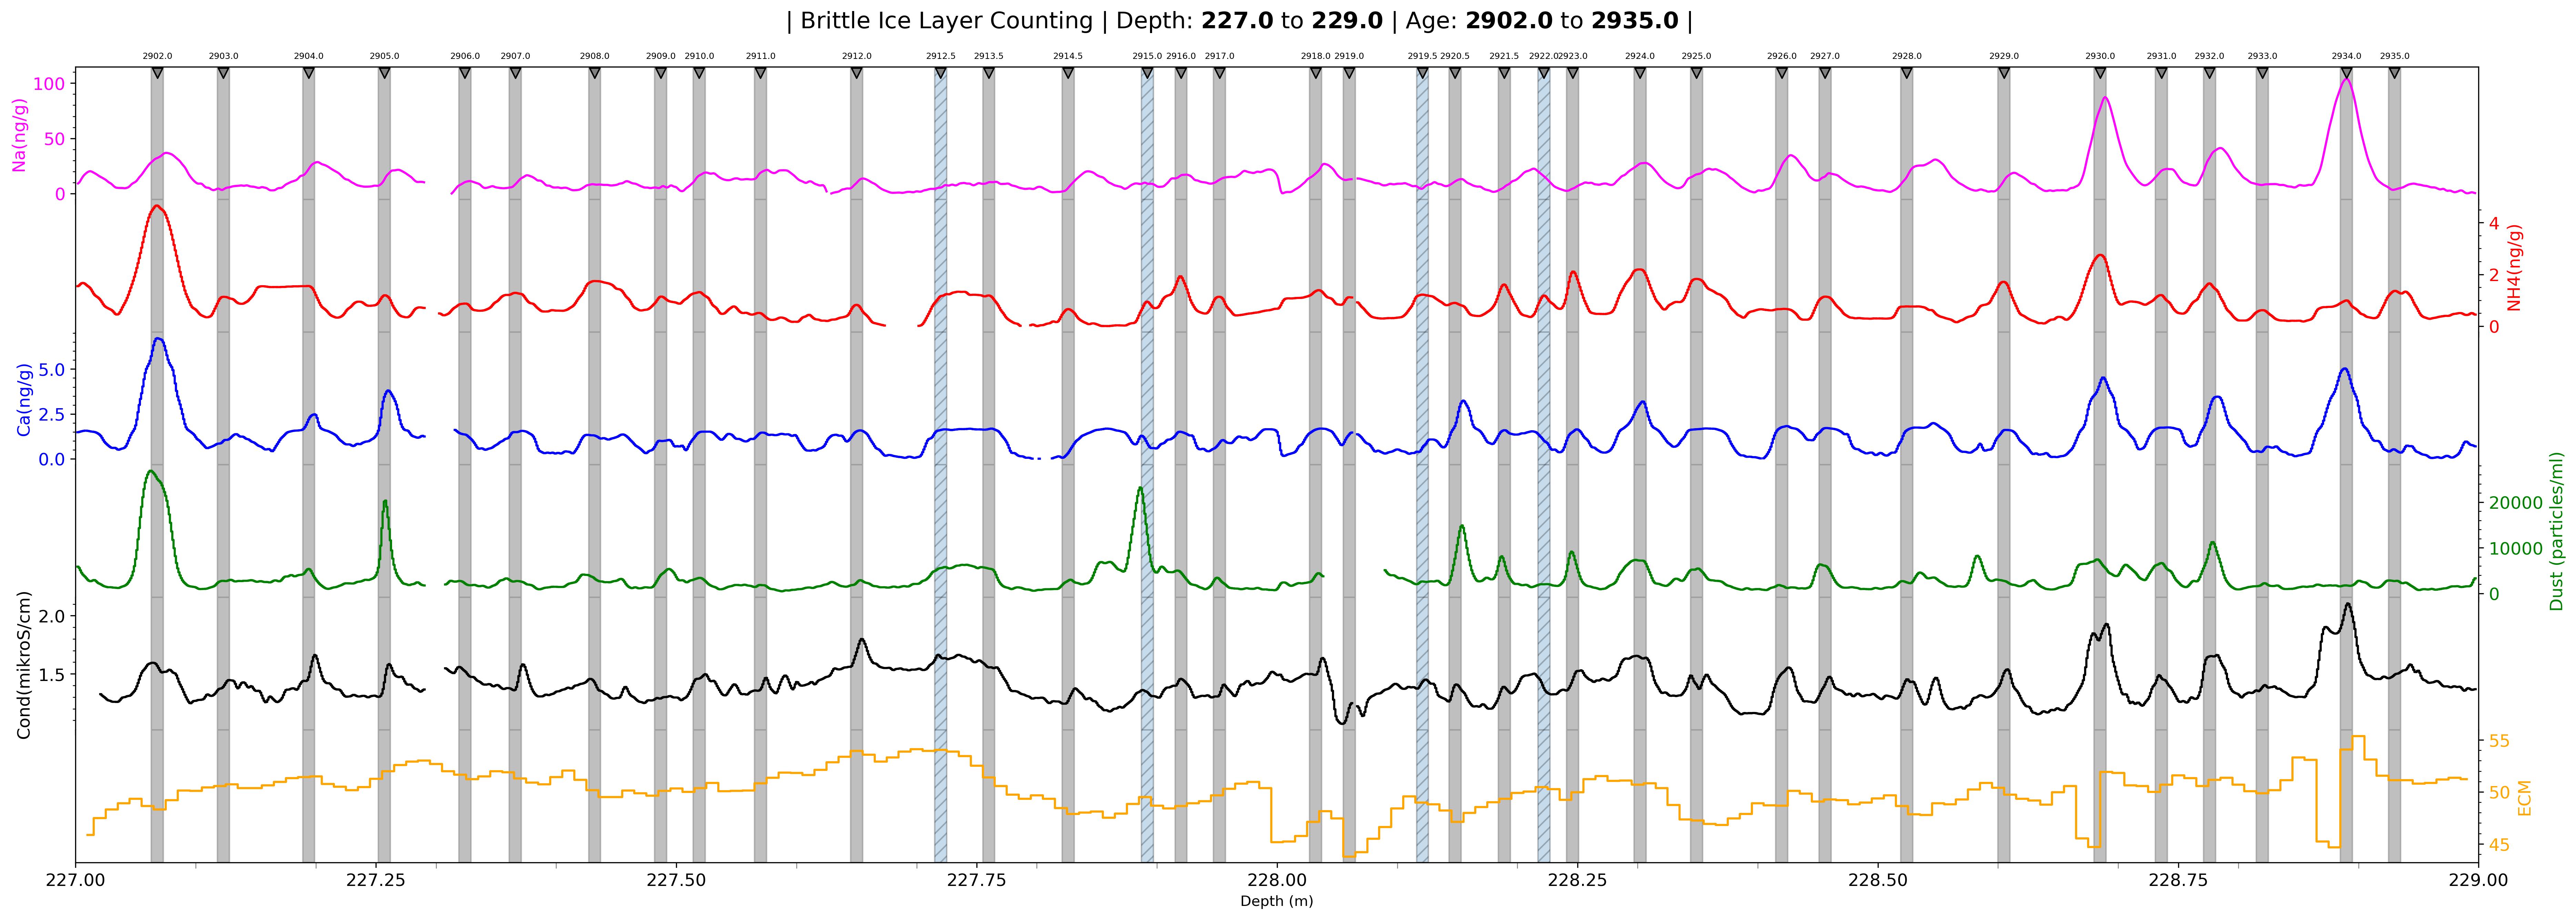 | Brittle Ice Layer Counting | Depth: 227.0 to 229.0 | Age: 2902.0 to 2935.0 |
2902.0 2903.0 2904.0 2905.0 2906.0 2907.0 2908.0 2909.0 2910.0 2911.0 2912.0 2912.5 2913.5 2914.5 2915.0 2916.0 2917.0 2918.0 2919.0 2919.5 2920.5 2921.5 2922.0 2923.0 2924.0 2925.0 2926.0 2927.0 2928.0 2929.0 2930.0 2931.0 2932.0 2933.0 2934.0 2935.0
Na(ng/g)
100
50
0
NH4(ng/g)
4
2
0
Ca(ng/g)
5.0
2.5
0.0
Dust (particles/ml)
20000
10000
0
Cond(mikroS/cm)
2.0
1.5
ECM
55
50
45
227.00 227.25 227.50 227.75 228.00 228.25 228.50 228.75 229.00
Depth (m)